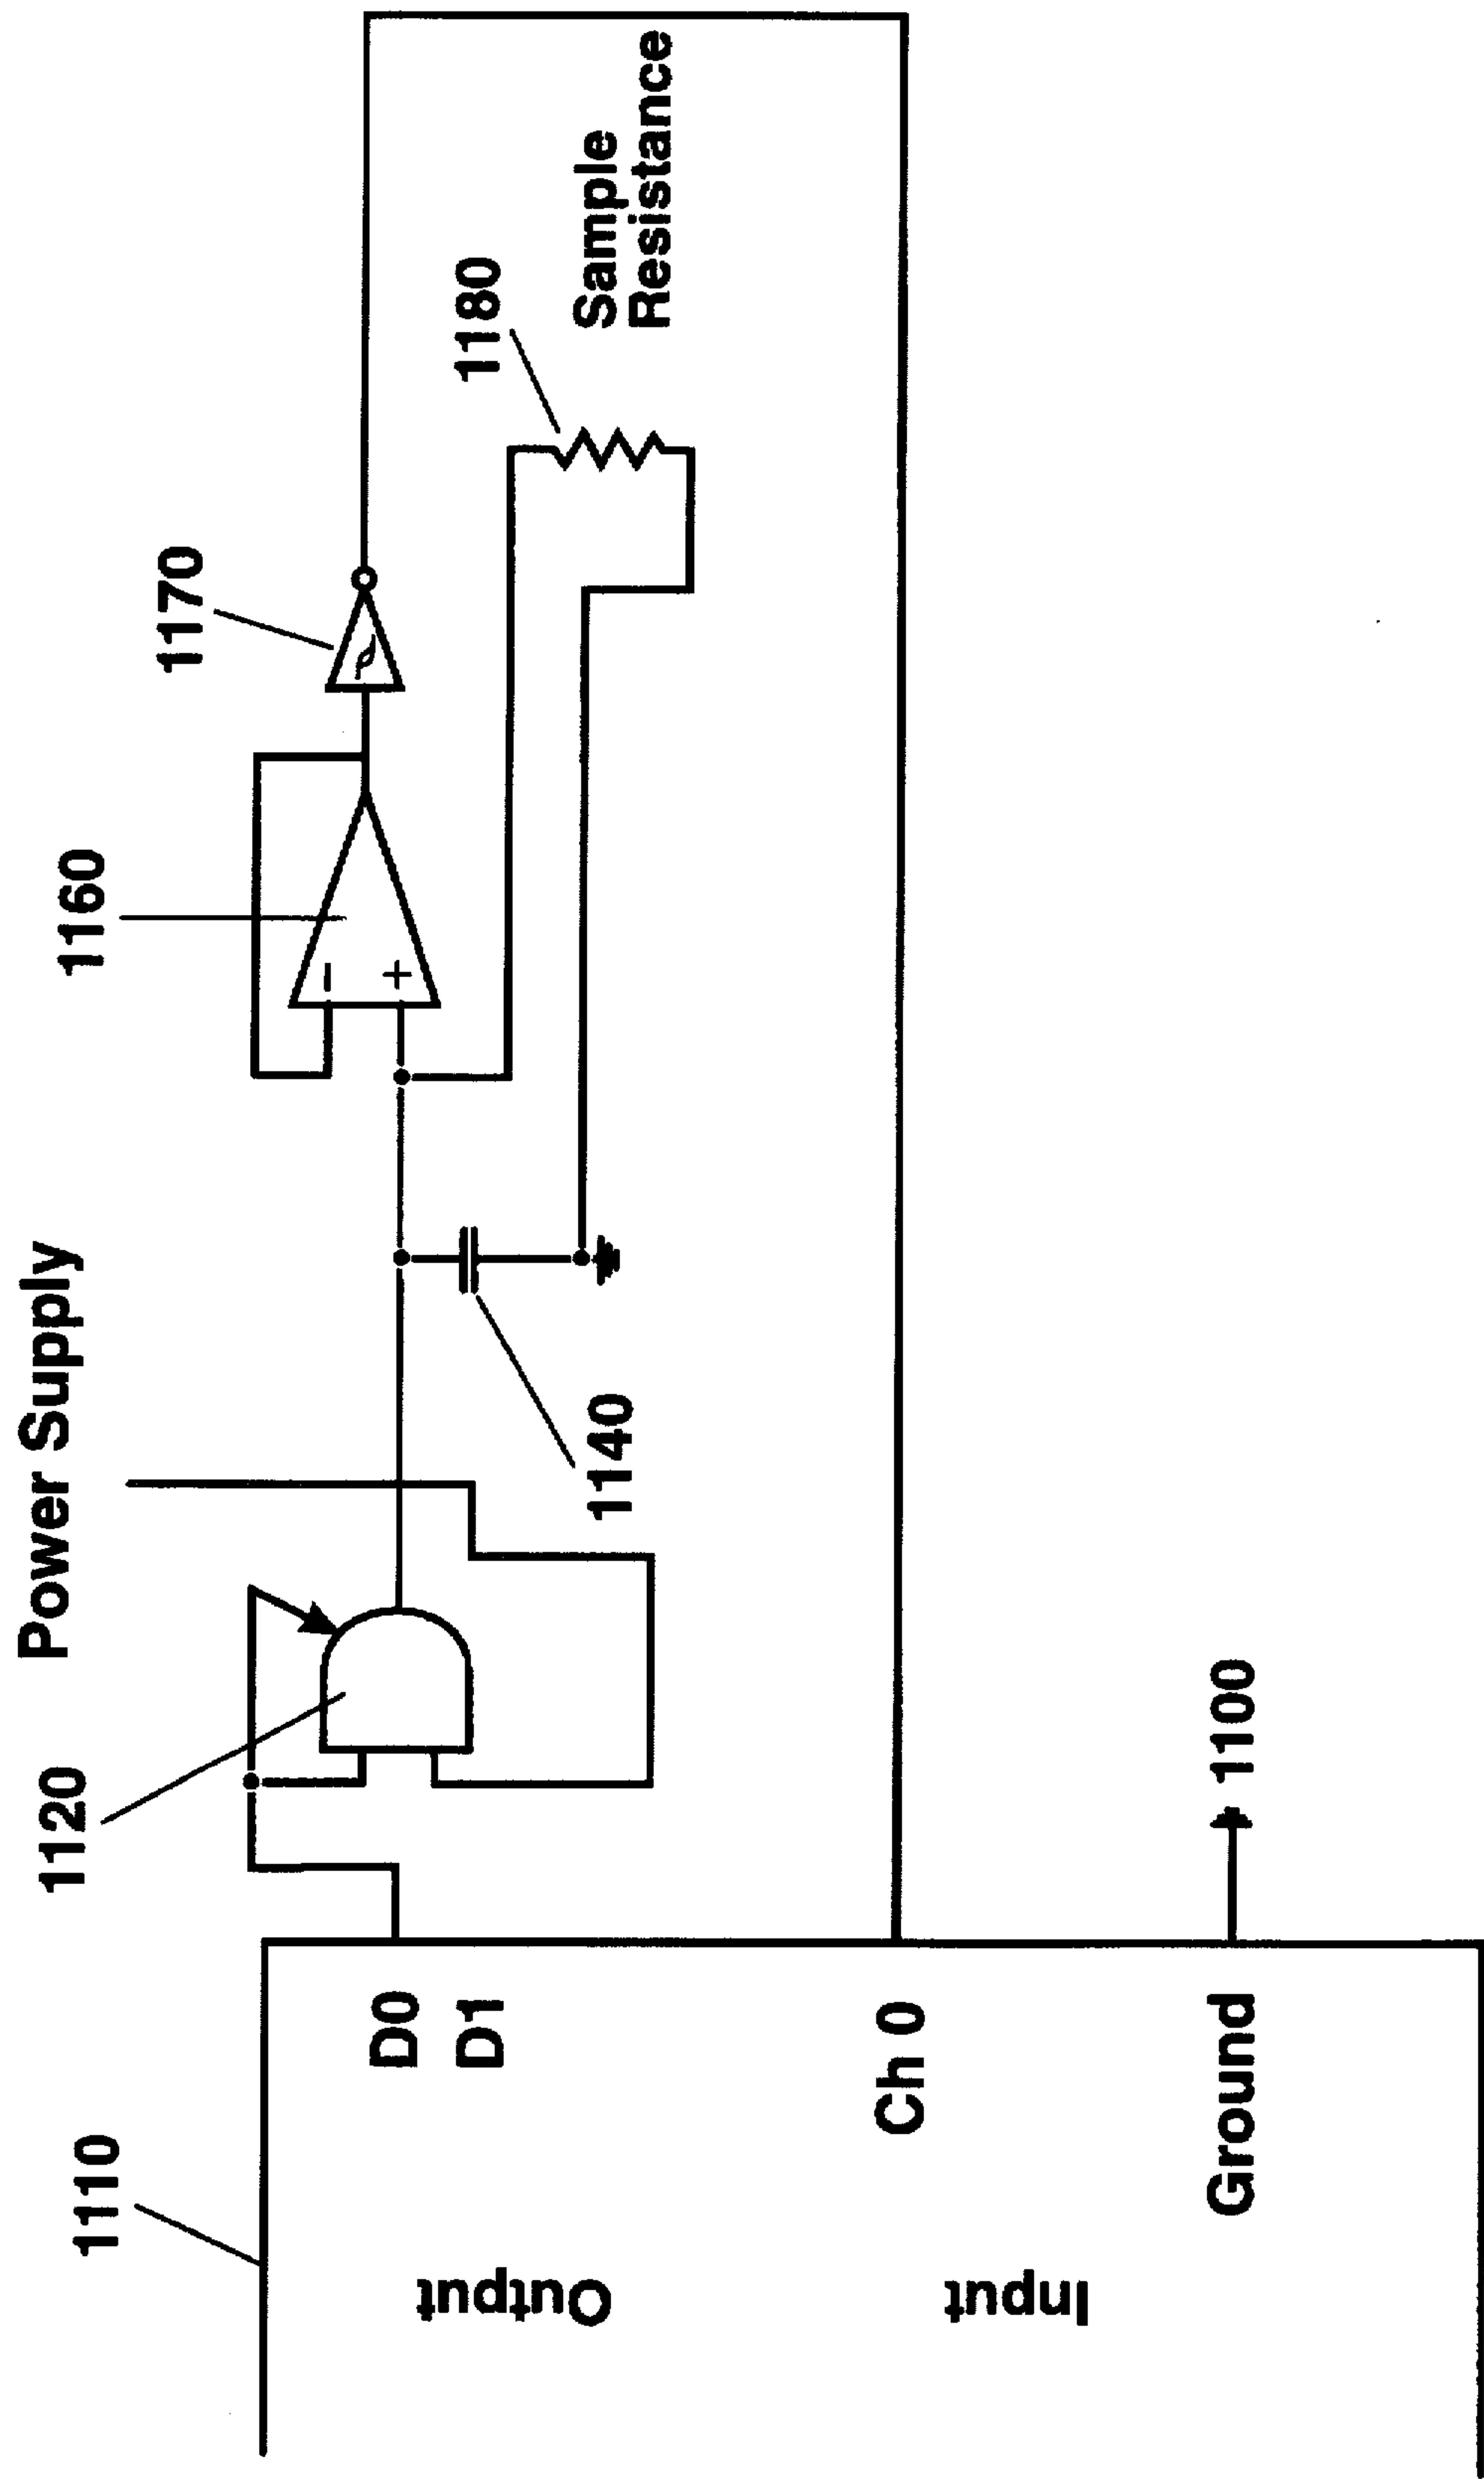 Power Supply
1120
1160
1170
1180
Sample
Resistance
1140
-
+
1110
Output
D0
D1
Input
Ch 0
Ground
1100